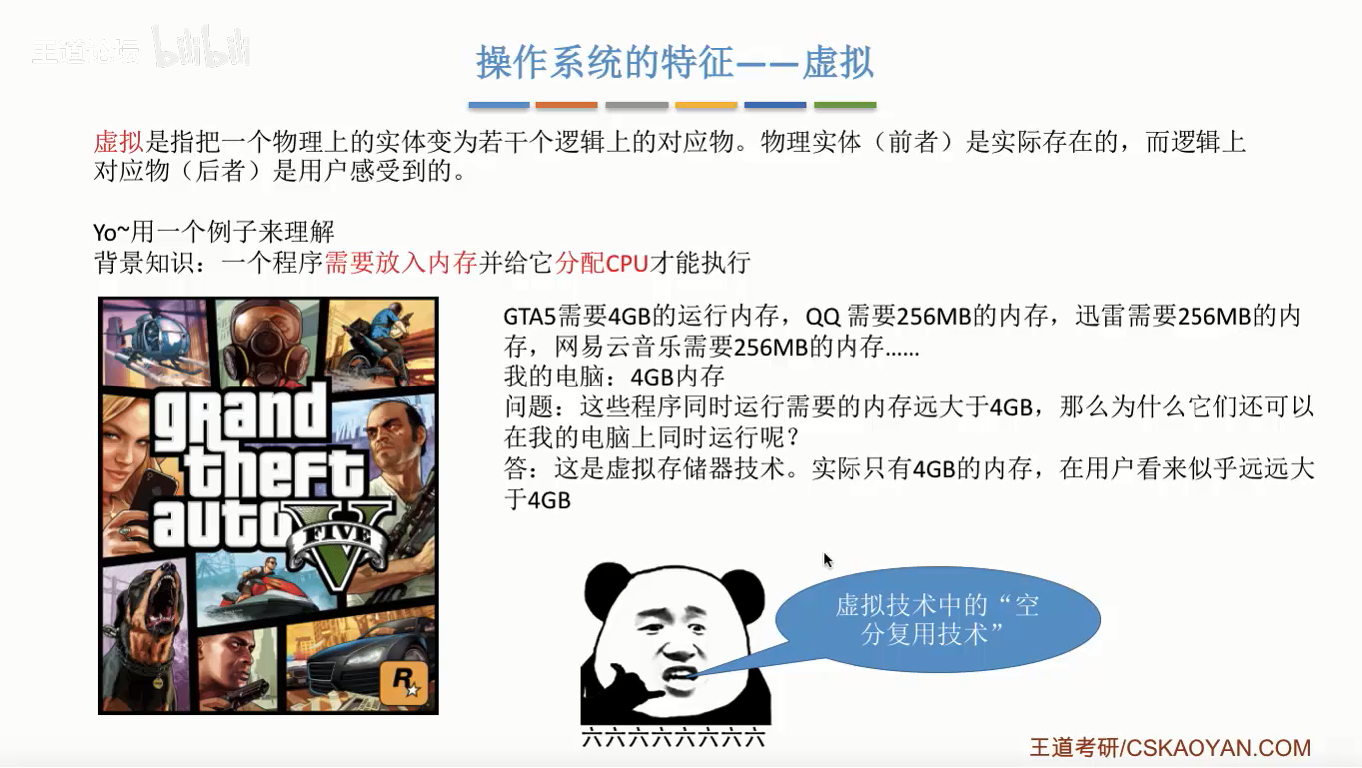 王道论坛 bilibili
操作系统的特征——虚拟
虚拟是指把一个物理上的实体变为若干个逻辑上的对应物。物理实体（前者）是实际存在的，而逻辑上
对应物（后者）是用户感受到的。
Yo~用一个例子来理解
背景知识：一个程序需要放入内存并给它分配CPU才能执行
GTA5需要4GB的运行内存，QQ 需要256MB的内存，迅雷需要256MB的内
存，网易云音乐需要256MB的内存……
我的电脑：4GB内存
问题：这些程序同时运行需要的内存远大于4GB，那么为什么它们还可以
在我的电脑上同时运行呢？
答：这是虚拟存储器技术。实际只有4GB的内存，在用户看来似乎远远大
于4GB
grand
theft
auto
V
FIVE
R
虚拟技术中的“空
分复用技术”
六六六六六六六六
王道考研/CSKAOYAN.COM